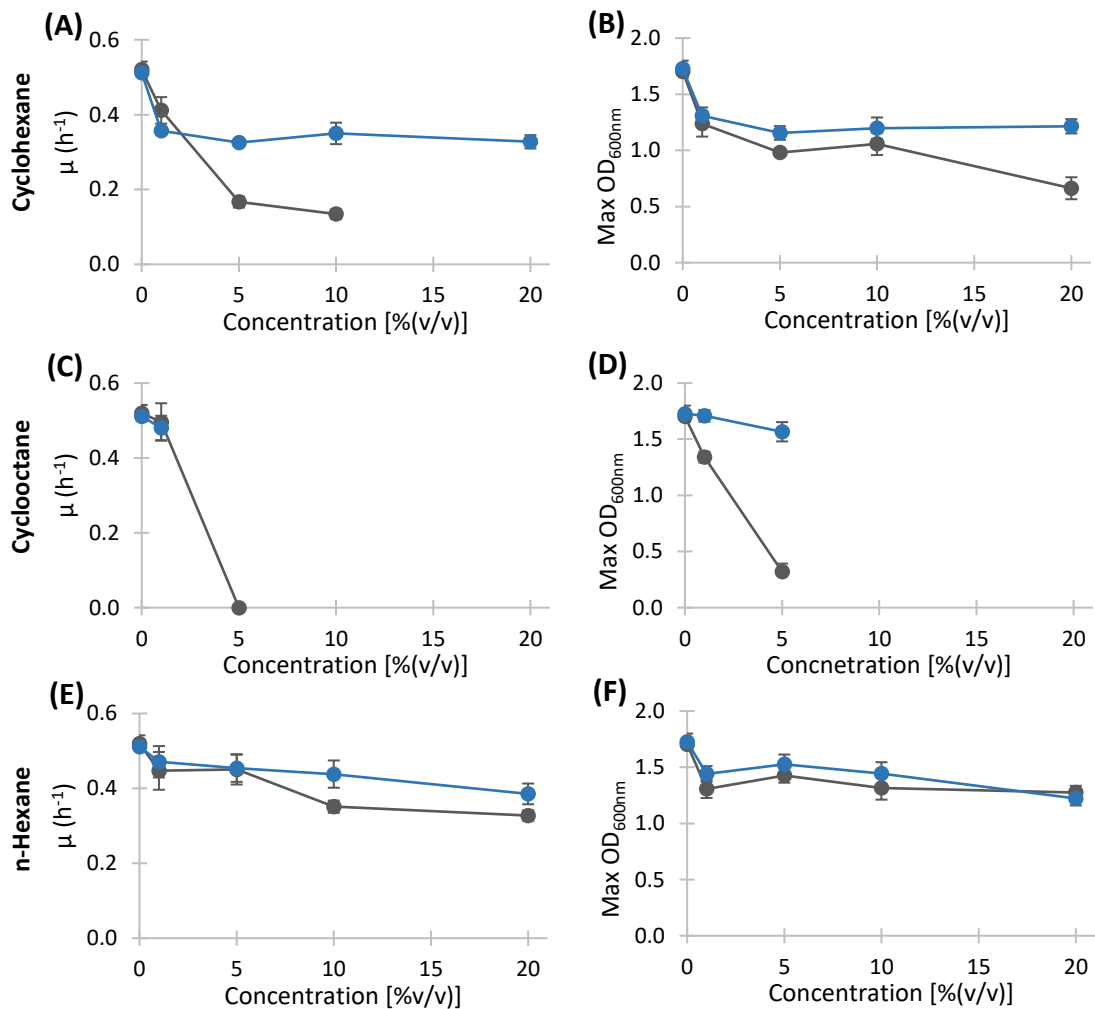 (A)
(B)
Cyclohexane
μ (h⁻¹)
0.6
0.4
0.2
0.0
0 5 10 15 20
Concentration [%(v/v)]
Max OD₆₀₀ₙₘ
2.0
1.5
1.0
0.5
0.0
0 5 10 15 20
Concentration [%(v/v)]
(C)
(D)
Cyclooctane
μ (h⁻¹)
0.6
0.4
0.2
0.0
0 5 10 15 20
Concentration [%(v/v)]
Max OD₆₀₀ₙₘ
2.0
1.5
1.0
0.5
0.0
0 5 10 15 20
Concnetration [%(v/v)]
(E)
(F)
n-Hexane
μ (h⁻¹)
0.6
0.4
0.2
0.0
0 5 10 15 20
Concentration [%v/v)]
Max OD₆₀₀ₙₘ
2.0
1.5
1.0
0.5
0.0
0 5 10 15 20
Concentration [%(v/v)]